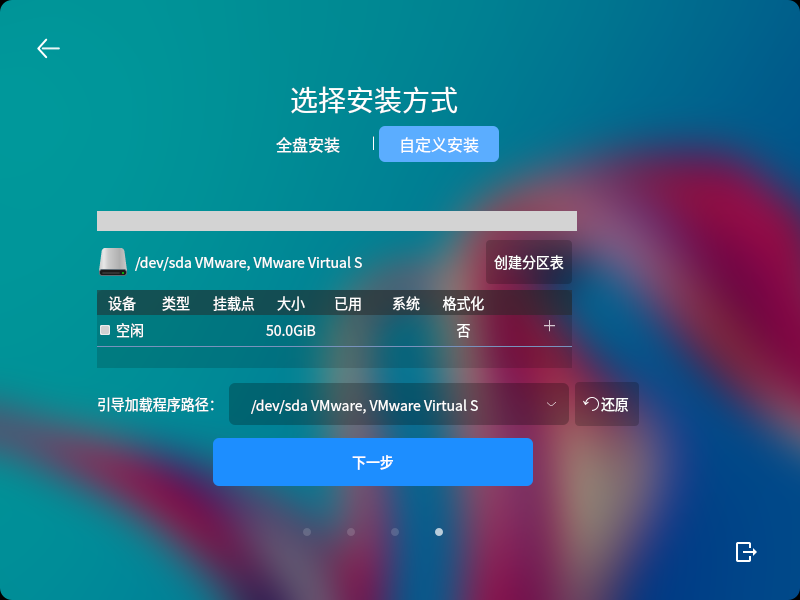 选择安装方式
全盘安装 自定义安装
/dev/sda VMware, VMware Virtual S 创建分区表
设备 类型 挂载点 大小 已用 系统 格式化
空闲 50.0GiB 否
引导加载程序路径： /dev/sda VMware, VMware Virtual S 还原
下一步